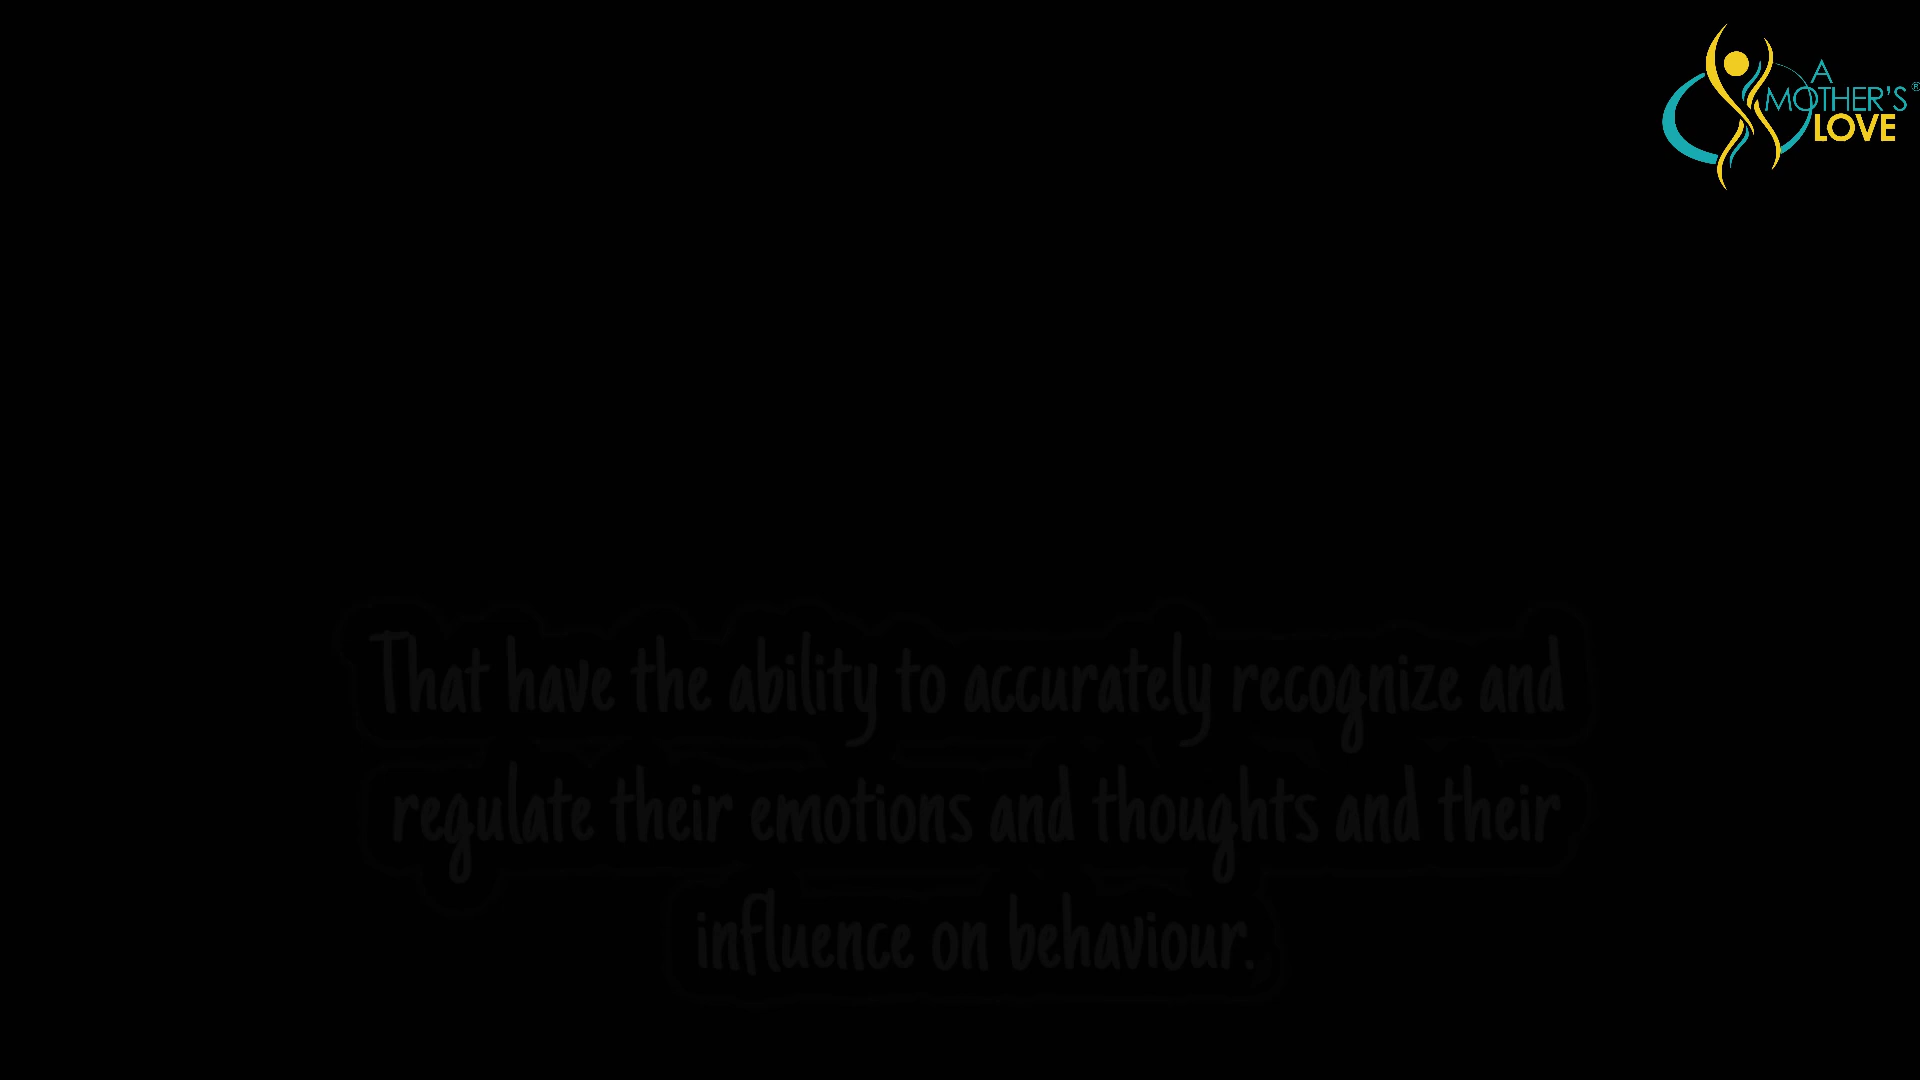 A
MOTHER'S®
LOVE
That have the ability to accurately recognize and
regulate their emotions and thoughts and their
influence on behaviour.